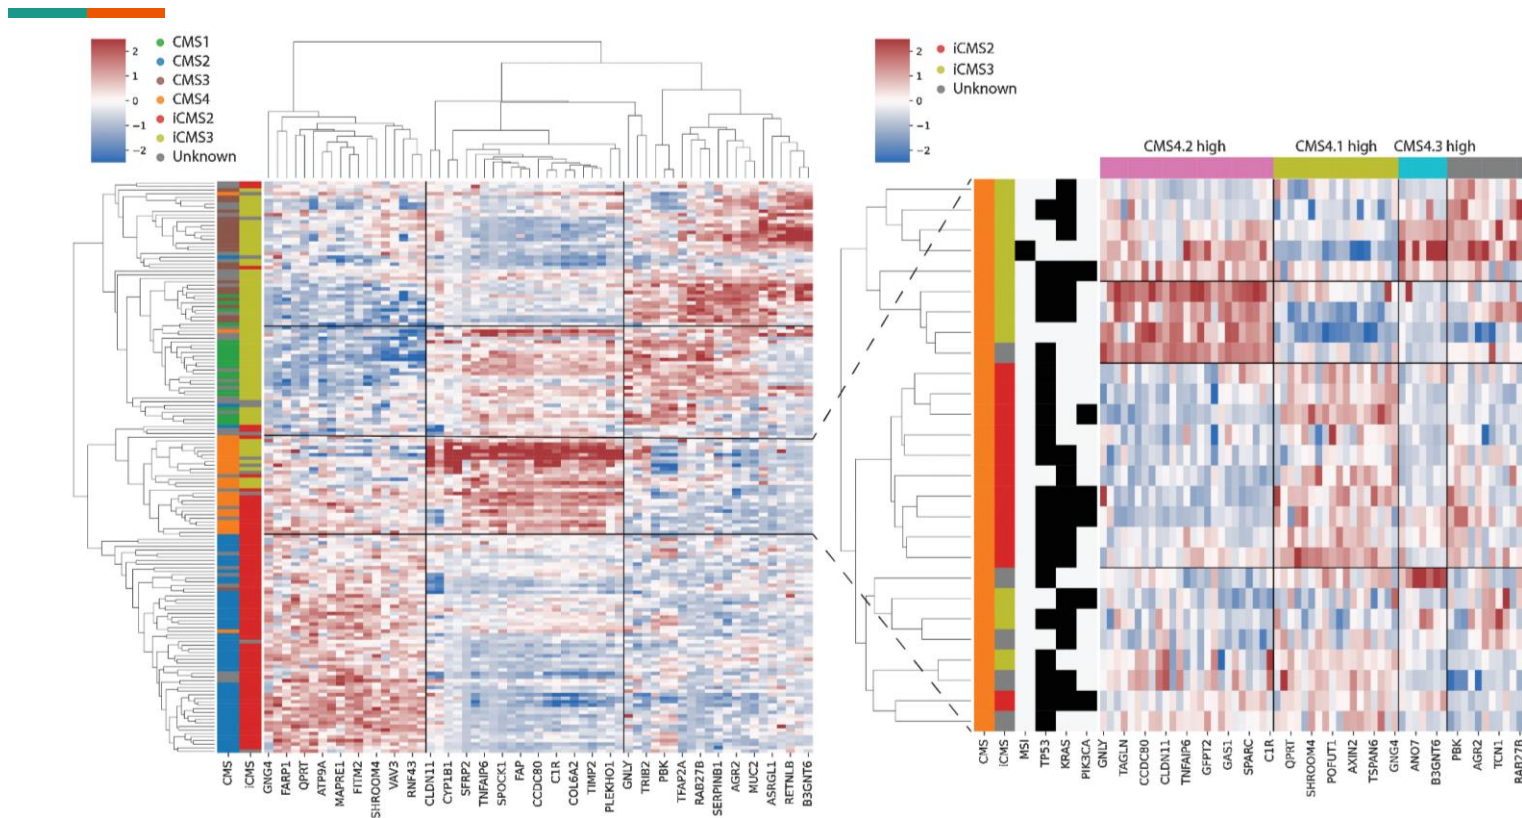 2
1
0
−1
−2
CMS1
CMS2
CMS3
CMS4
iCMS2
iCMS3
Unknown
CMS
iCMS
GNG4
FARP1
QPRT
ATP9A
MAPRE1
FITIM2
SHROOM4
VAV3
RNF43
CLDN11
CYP1B1
SFRP2
TNFAIP6
SPOCK1
FAP
CCDC80
C1R
COL6A2
TIMP2
PLEKHO1
GNLY
TRIB2
PBK
TFAP2A
RAB27B
SERPINB1
AGR2
MUC2
ASRGL1
RETNLB
B3GNT6
2
1
0
−1
−2
iCMS2
iCMS3
Unknown
CMS4.2 high
CMS4.1 high
CMS4.3 high
CMS
iCMS
MSI
TP53
KRAS
PIK3CA
GNLY
TAGLN
CCDC80
CLDN11
TNFAIP6
GFPT2
GAS1
SPARC
C1R
QPRT
SHROOM4
POFUT1
AXIN2
TSPAN6
GNG4
ANO7
B3GNT6
PBK
AGR2
TCN1
RAB27B